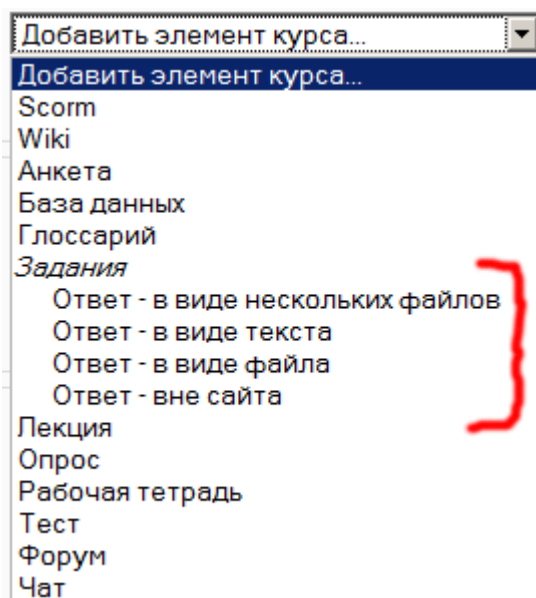 Добавить элемент курса...
Добавить элемент курса...
Scorm
Wiki
Анкета
База данных
Глоссарий
Задания
Ответ - в виде нескольких файлов
Ответ - в виде текста
Ответ - в виде файла
Ответ - вне сайта
Лекция
Опрос
Рабочая тетрадь
Тест
Форум
Чат